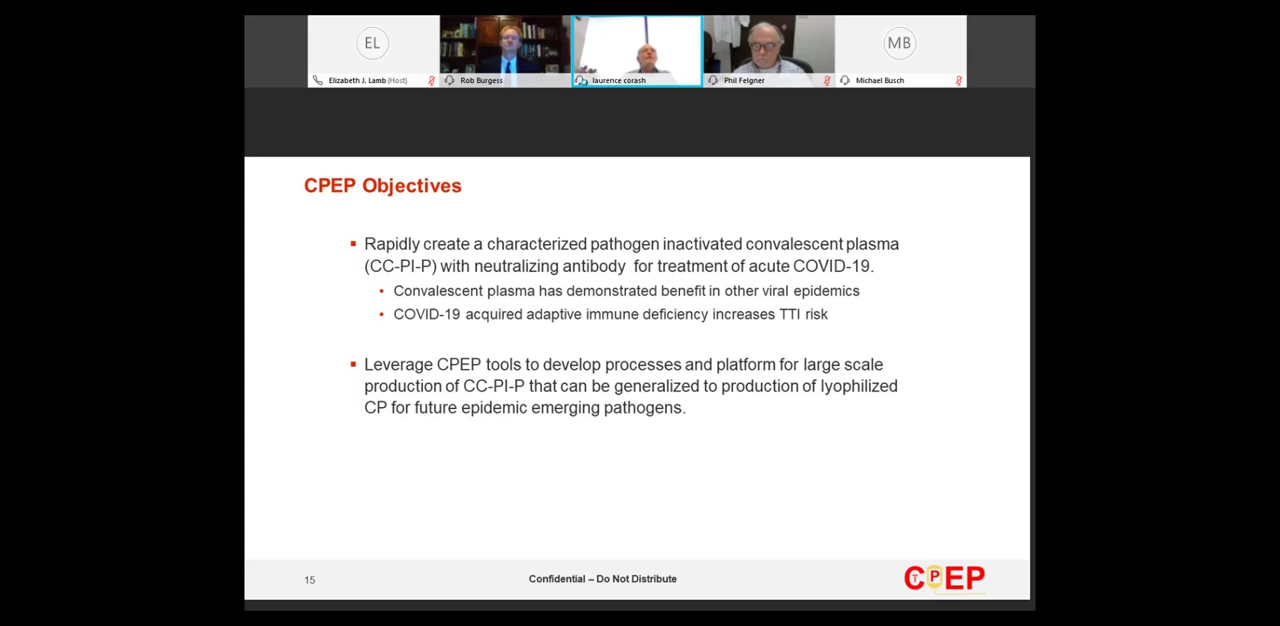 EL
MB
Elizabeth J. Lamb (Host)
Rob Burgess
laurence corash
Phil Felgner
Michael Busch
CPEP Objectives
Rapidly create a characterized pathogen inactivated convalescent plasma
(CC-PI-P) with neutralizing antibody for treatment of acute COVID-19.
Convalescent plasma has demonstrated benefit in other viral epidemics
COVID-19 acquired adaptive immune deficiency increases TTI risk
Leverage CPEP tools to develop processes and platform for large scale
production of CC-PI-P that can be generalized to production of lyophilized
CP for future epidemic emerging pathogens.
15
Confidential – Do Not Distribute
CTPEP